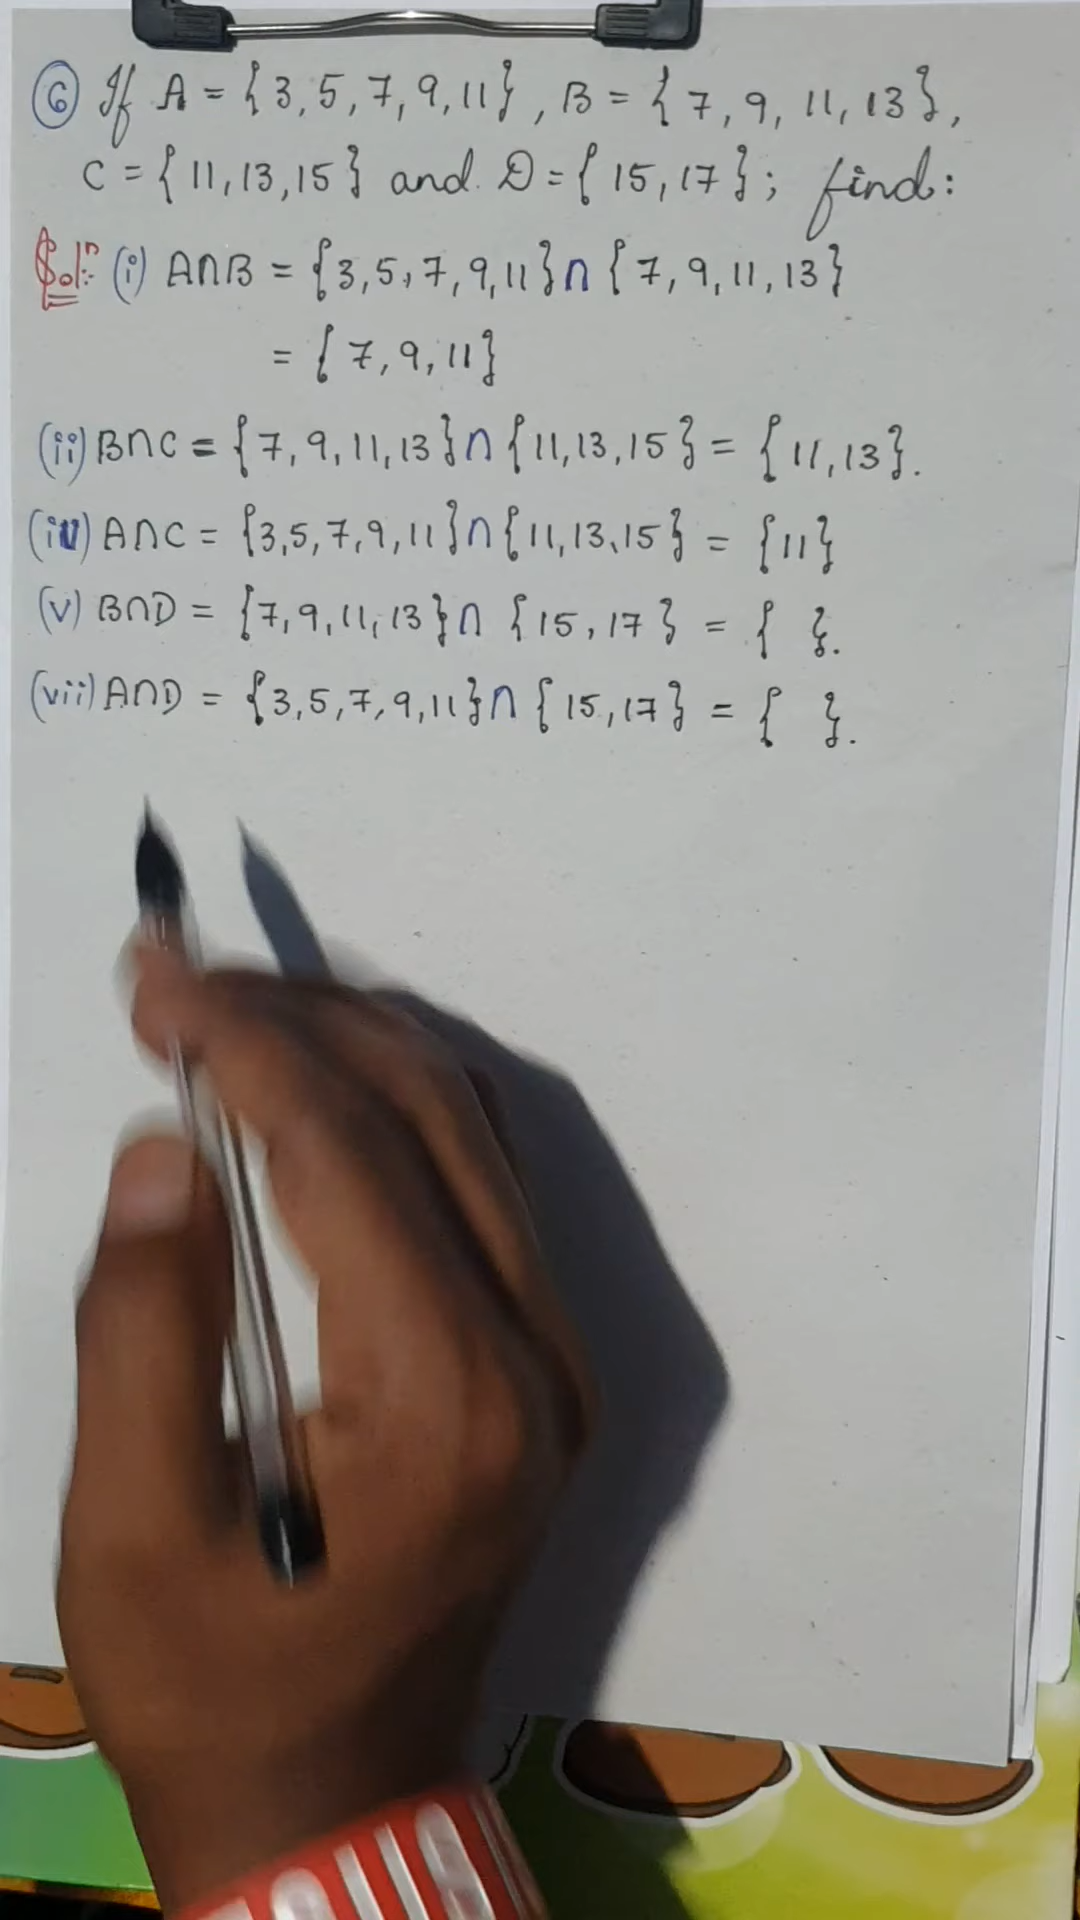 6 If A = {3, 5, 7, 9, 11}, B = {7, 9, 11, 13},
C = {11, 13, 15} and D = {15, 17}; find:
Solⁿ: (i) A∩B = {3, 5, 7, 9, 11} ∩ {7, 9, 11, 13}
= {7, 9, 11}
(ii) B∩C = {7, 9, 11, 13} ∩ {11, 13, 15} = {11, 13}.
(iv) A∩C = {3, 5, 7, 9, 11} ∩ {11, 13, 15} = {11}
(v) B∩D = {7, 9, 11, 13} ∩ {15, 17} = { }.
(vii) A∩D = {3, 5, 7, 9, 11} ∩ {15, 17} = { }.